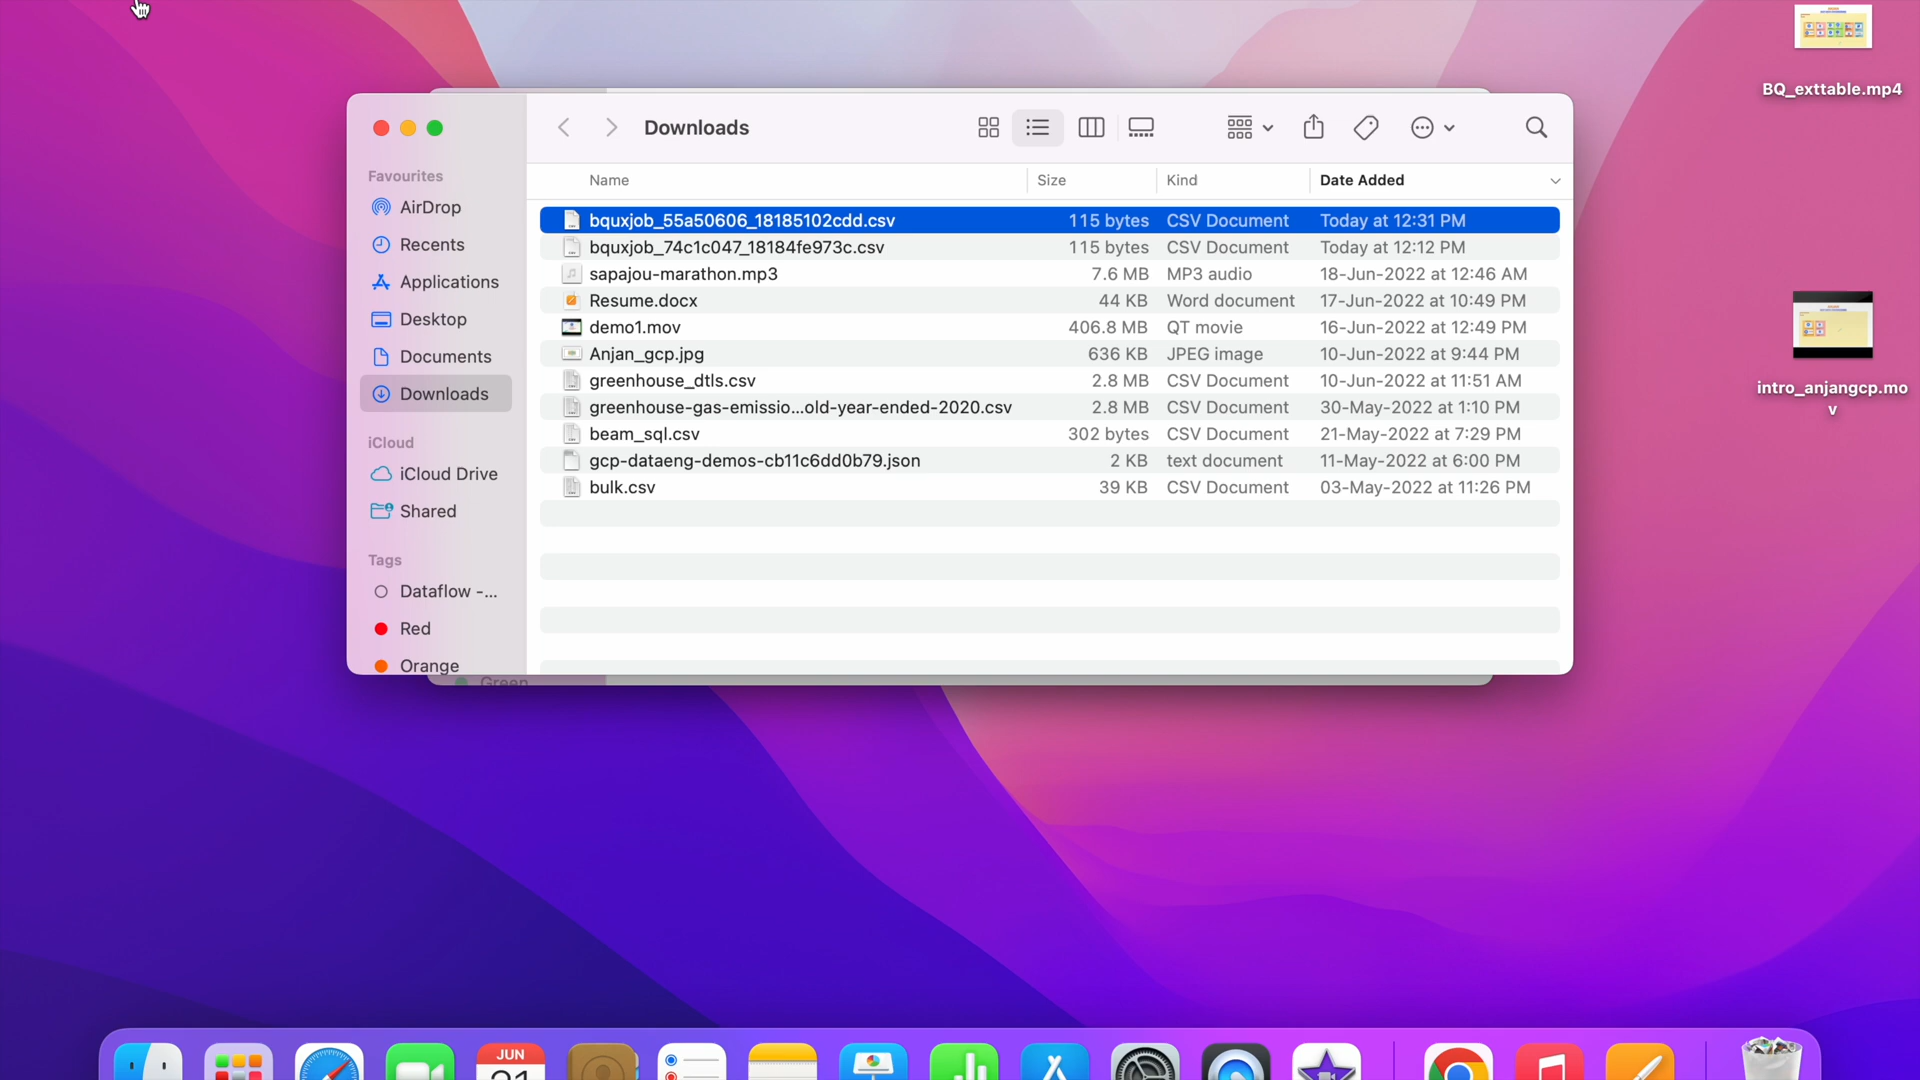 BQ_exttable.mp4
Downloads
Favourites
AirDrop
Recents
Applications
Desktop
Documents
Downloads
iCloud
iCloud Drive
Shared
Tags
Dataflow -...
Red
Orange
Green
Name Size Kind Date Added
bquxjob_55a50606_18185102cdd.csv 115 bytes CSV Document Today at 12:31 PM
bquxjob_74c1c047_18184fe973c.csv 115 bytes CSV Document Today at 12:12 PM
sapajou-marathon.mp3 7.6 MB MP3 audio 18-Jun-2022 at 12:46 AM
Resume.docx 44 KB Word document 17-Jun-2022 at 10:49 PM
demo1.mov 406.8 MB QT movie 16-Jun-2022 at 12:49 PM
Anjan_gcp.jpg 636 KB JPEG image 10-Jun-2022 at 9:44 PM
greenhouse_dtls.csv 2.8 MB CSV Document 10-Jun-2022 at 11:51 AM
greenhouse-gas-emissio...old-year-ended-2020.csv 2.8 MB CSV Document 30-May-2022 at 1:10 PM
beam_sql.csv 302 bytes CSV Document 21-May-2022 at 7:29 PM
gcp-dataeng-demos-cb11c6dd0b79.json 2 KB text document 11-May-2022 at 6:00 PM
bulk.csv 39 KB CSV Document 03-May-2022 at 11:26 PM
intro_anjangcp.mo
v
JUN
21